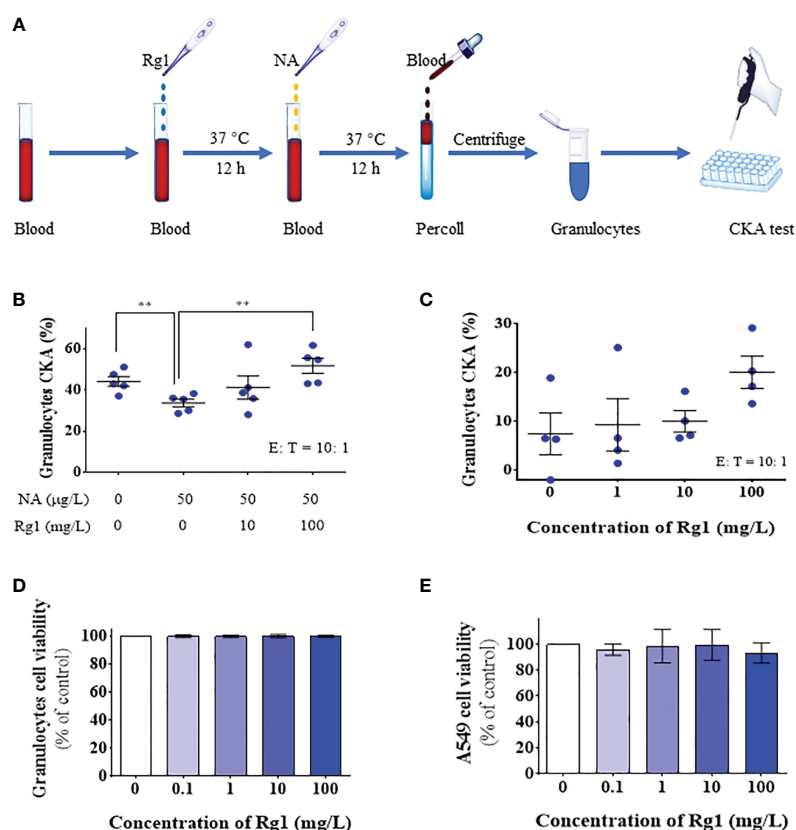 A
Rg1 NA Blood
37 °C 37 °C Centrifuge
12 h 12 h
Blood Blood Blood Percoll Granulocytes CKA test
B
** **
Granulocytes CKA (%)
60
40
20
0
E: T = 10: 1
NA (μg/L) 0 50 50 50
Rg1 (mg/L) 0 0 10 100
C
Granulocytes CKA (%)
30
20
10
0
E: T = 10: 1
0 1 10 100
Concentration of Rg1 (mg/L)
D
Granulocytes cell viability
(% of control)
100
80
60
40
20
0
0 0.1 1 10 100
Concentration of Rg1 (mg/L)
E
A549 cell viability
(% of control)
100
80
60
40
20
0
0 0.1 1 10 100
Concentration of Rg1 (mg/L)